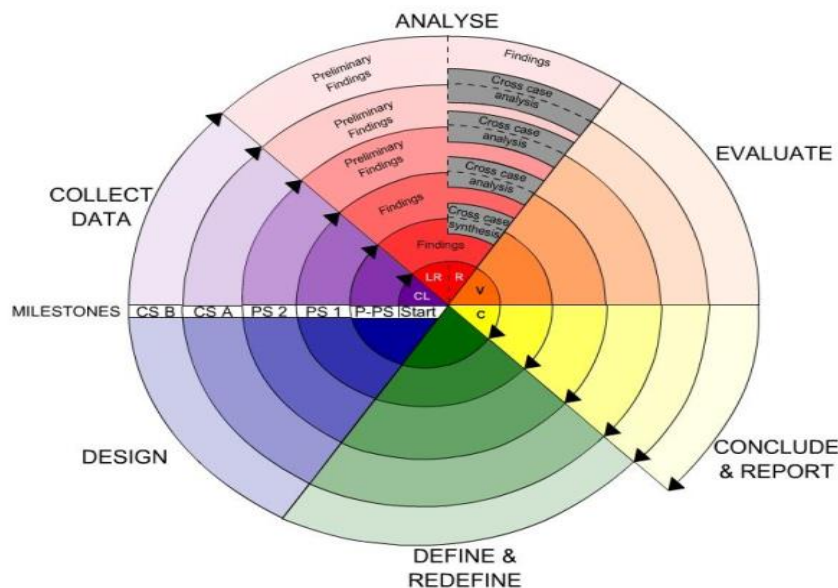 ANALYSE
Preliminary
Findings
Findings
Cross case
analysis
Preliminary
Findings
Cross case
analysis
Preliminary
Findings
Cross case
analysis
Findings
Cross case
synthesis
Findings
EVALUATE
COLLECT
DATA
LR
R
CL
V
MILESTONES
CS B
CS A
PS 2
PS 1
P-PS
Start
C
DESIGN
CONCLUDE
& REPORT
DEFINE &
REDEFINE